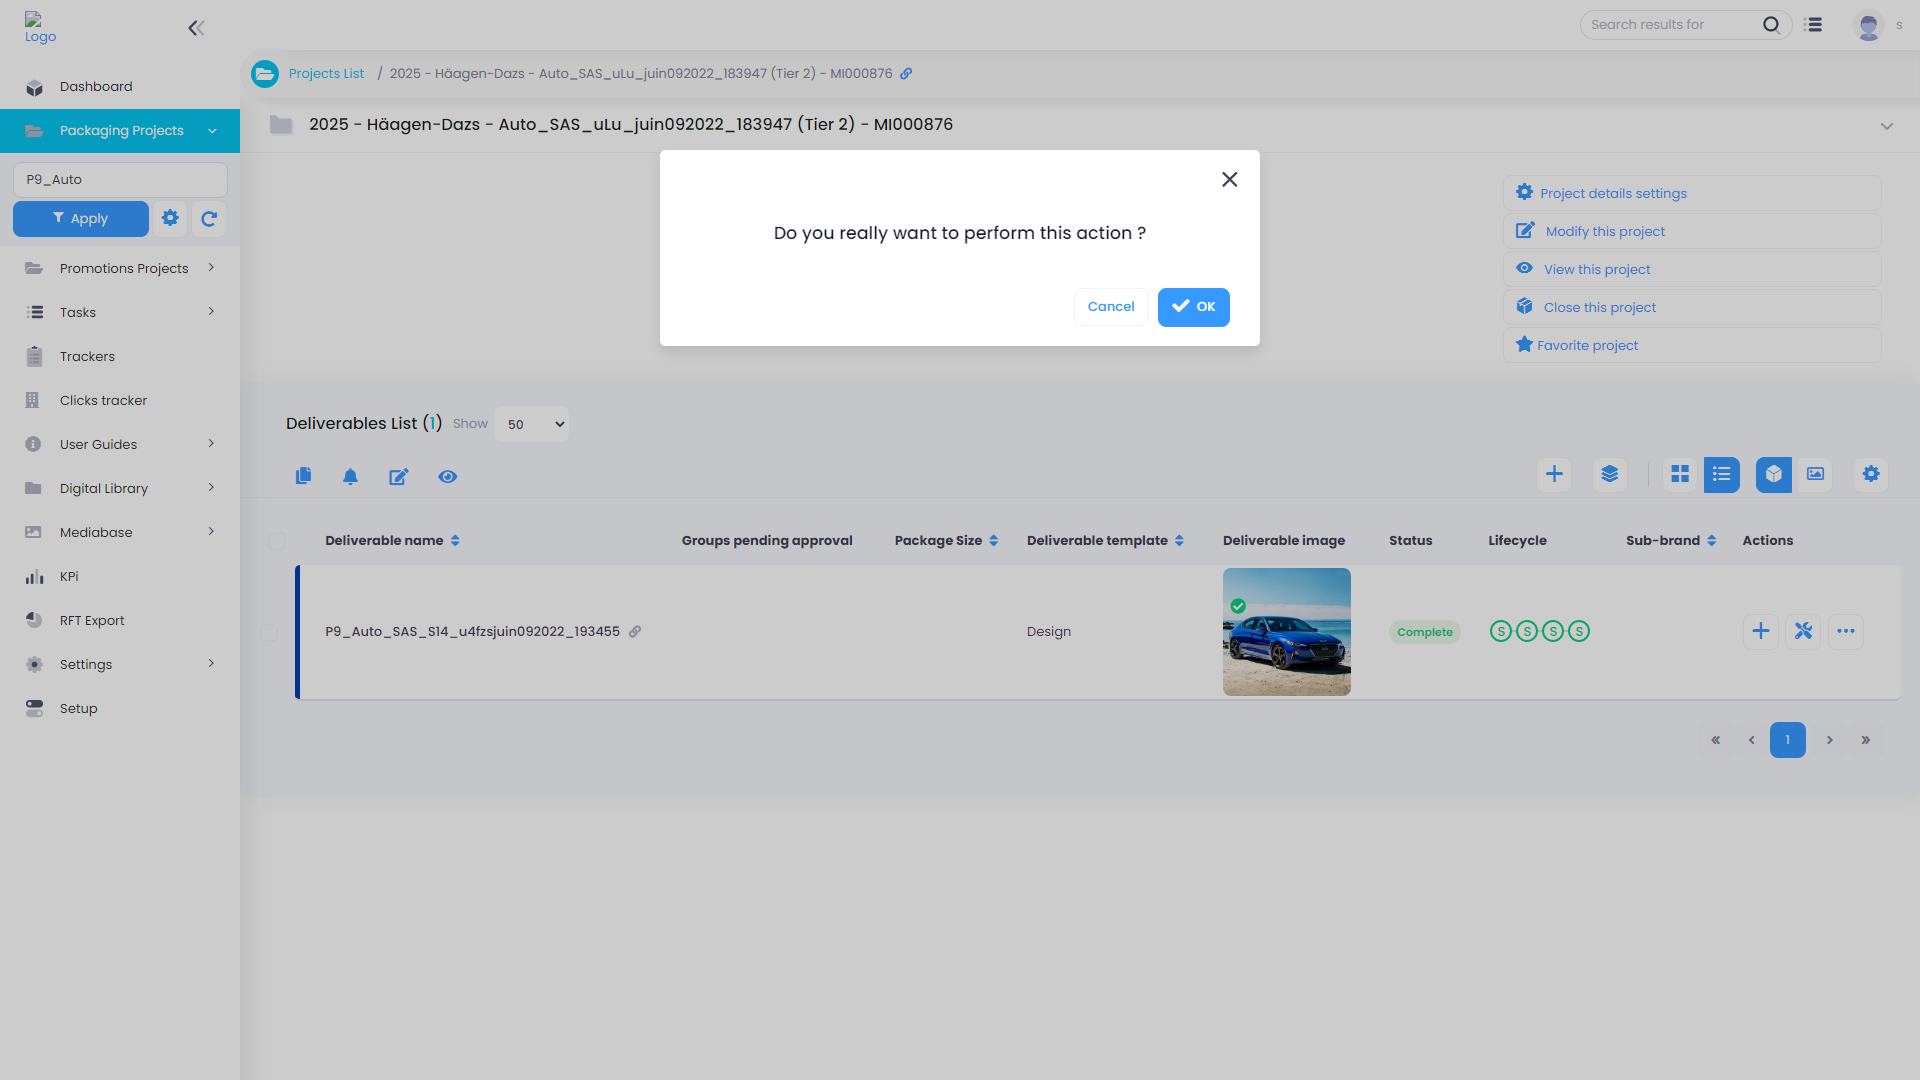 Logo
Search results for
s
Dashboard
Packaging Projects
P9_Auto
Apply
Promotions Projects
Tasks
Trackers
Clicks tracker
User Guides
Digital Library
Mediabase
KPi
RFT Export
Settings
Setup
Projects List / 2025 - Häagen-Dazs - Auto_SAS_uLu_juin092022_183947 (Tier 2) - MI000876
2025 - Häagen-Dazs - Auto_SAS_uLu_juin092022_183947 (Tier 2) - MI000876
Do you really want to perform this action ?
Cancel
OK
Project details settings
Modify this project
View this project
Close this project
Favorite project
Deliverables List (1) Show 50
Deliverable name Groups pending approval Package Size Deliverable template Deliverable image Status Lifecycle Sub-brand Actions
P9_Auto_SAS_S14_u4fzsjuin092022_193455 Design Complete S S S S
« ‹ 1 › »